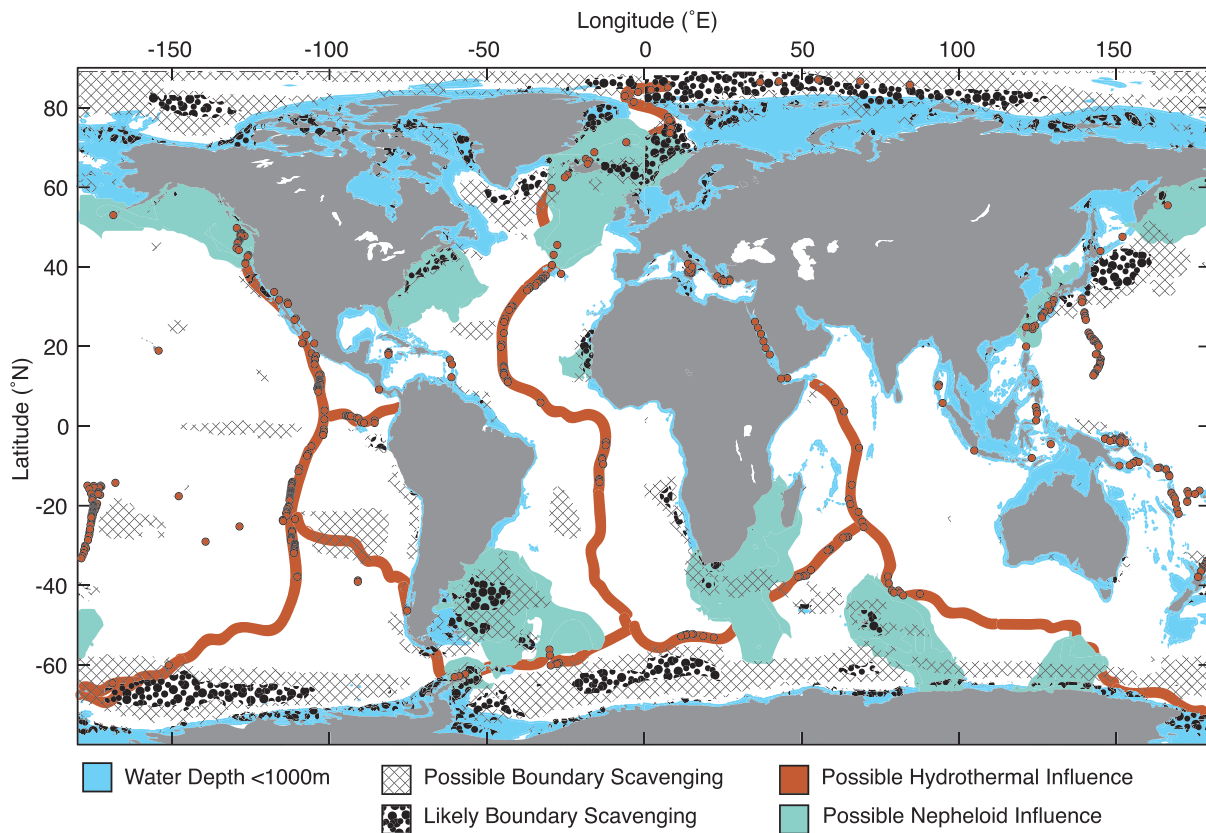 Longitude (˚E)
-150 -100 -50 0 50 100 150
80
60
40
20
0
-20
-40
-60
Latitude (˚N)
Water Depth <1000m
Possible Boundary Scavenging
Possible Hydrothermal Influence
Likely Boundary Scavenging
Possible Nepheloid Influence